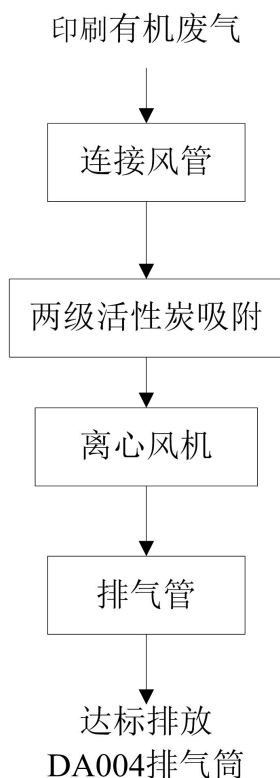 印刷有机废气
连接风管
两级活性炭吸附
离心风机
排气管
达标排放
DA004排气筒